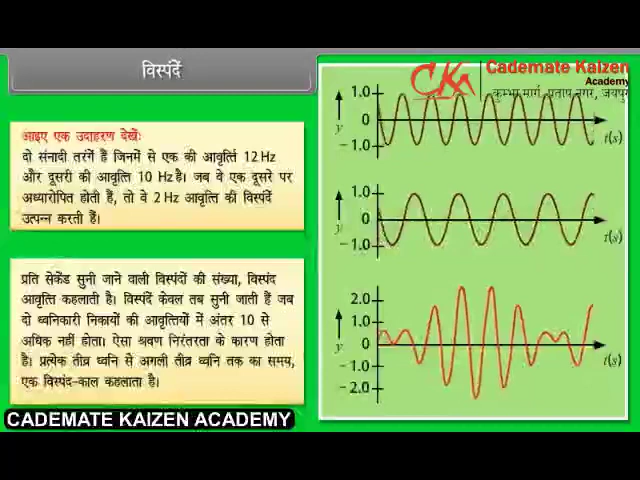 विस्पंदें
Cademate Kaizen
Academy
CKA
कुम्भा मार्ग, प्रताप नगर, जयपुर
आइए एक उदाहरण देखें:
दो संनादी तरंगें हैं जिनमें से एक की आवृत्ति 12 Hz
और दूसरी की आवृत्ति 10 Hz है। जब वे एक दूसरे पर
अध्यारोपित होती हैं, तो वे 2 Hz आवृत्ति की विस्पंदें
उत्पन्न करती हैं।
प्रति सेकेंड सुनी जाने वाली विस्पंदों की संख्या, विस्पंद
आवृत्ति कहलाती है। विस्पंदें केवल तब सुनी जाती हैं जब
दो ध्वनिकारी निकायों की आवृत्तियों में अंतर 10 से
अधिक नहीं होता। ऐसा श्रवण निरंतरता के कारण होता
है। प्रत्येक तीव्र ध्वनि से अगली तीव्र ध्वनि तक का समय,
एक विस्पंद-काल कहलाता है।
CADEMATE KAIZEN ACADEMY
1.0
y 0
t(s)
-1.0
1.0
y 0
t(s)
-1.0
2.0
1.0
y 0
t(s)
-1.0
-2.0